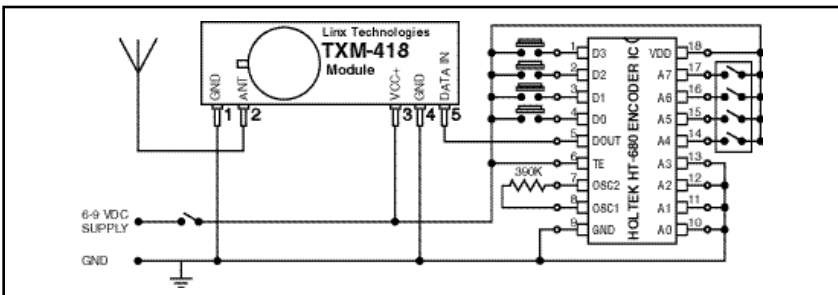 Linx Technologies
TXM-418
Module
GND
ANT
VCC+
GND
DATA IN
1
2
3
4
5
6-9 VDC
SUPPLY
GND
390K
HOLTEK HT-680 ENCODER IC
1 D3
2 D2
3 D1
4 D0
5 DOUT
6 TE
7 OSC2
8 OSC1
9 GND
VDD 18
A7 17
A6 16
A5 15
A4 14
A3 13
A2 12
A1 11
A0 10